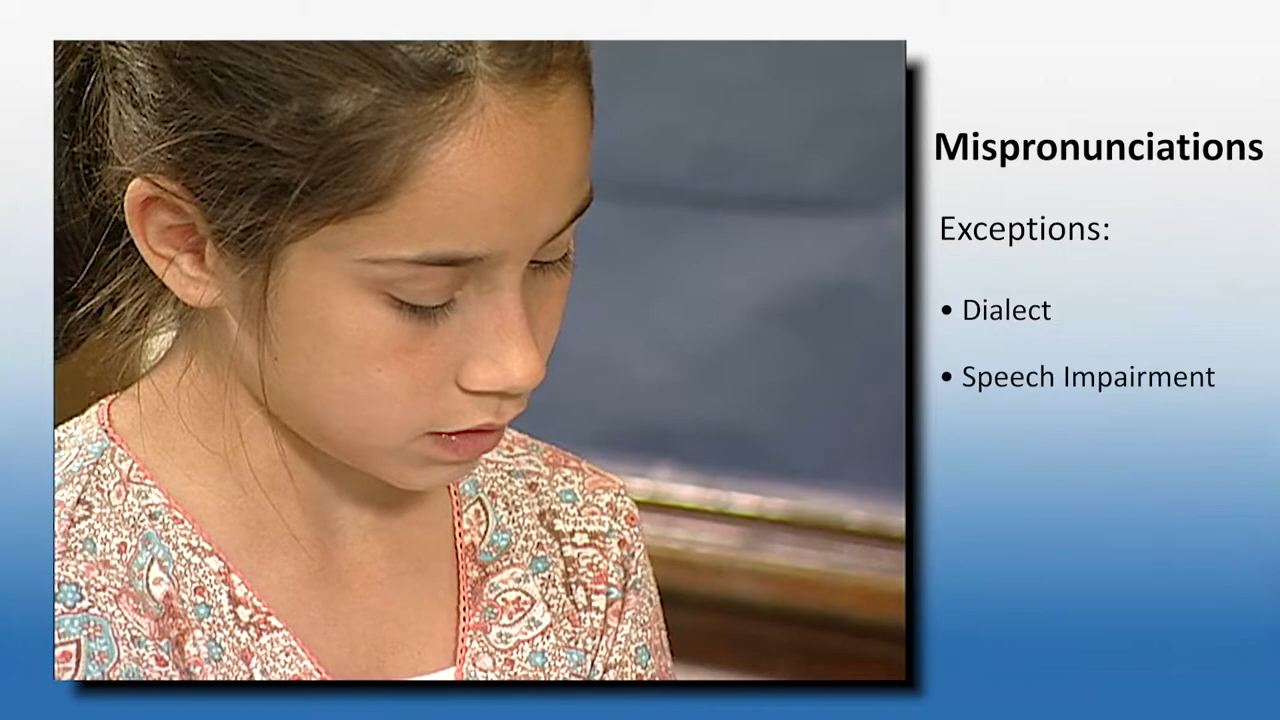 Mispronunciations
Exceptions:
• Dialect
• Speech Impairment